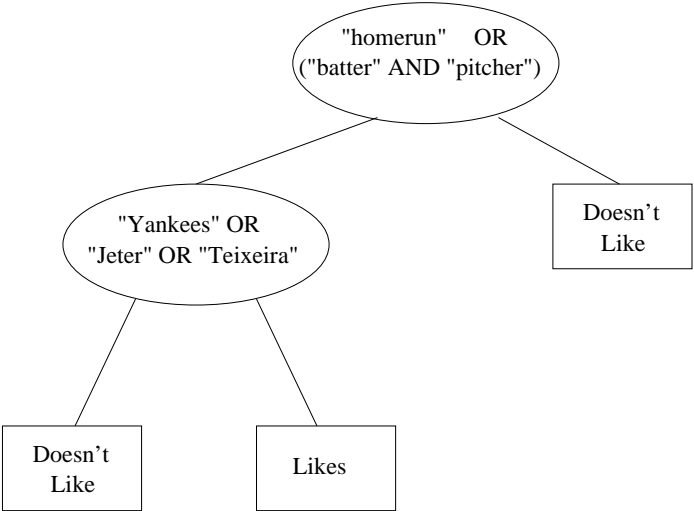 "homerun" OR
("batter" AND "pitcher")
"Yankees" OR
"Jeter" OR "Teixeira"
Doesn't
Like
Doesn't
Like
Likes